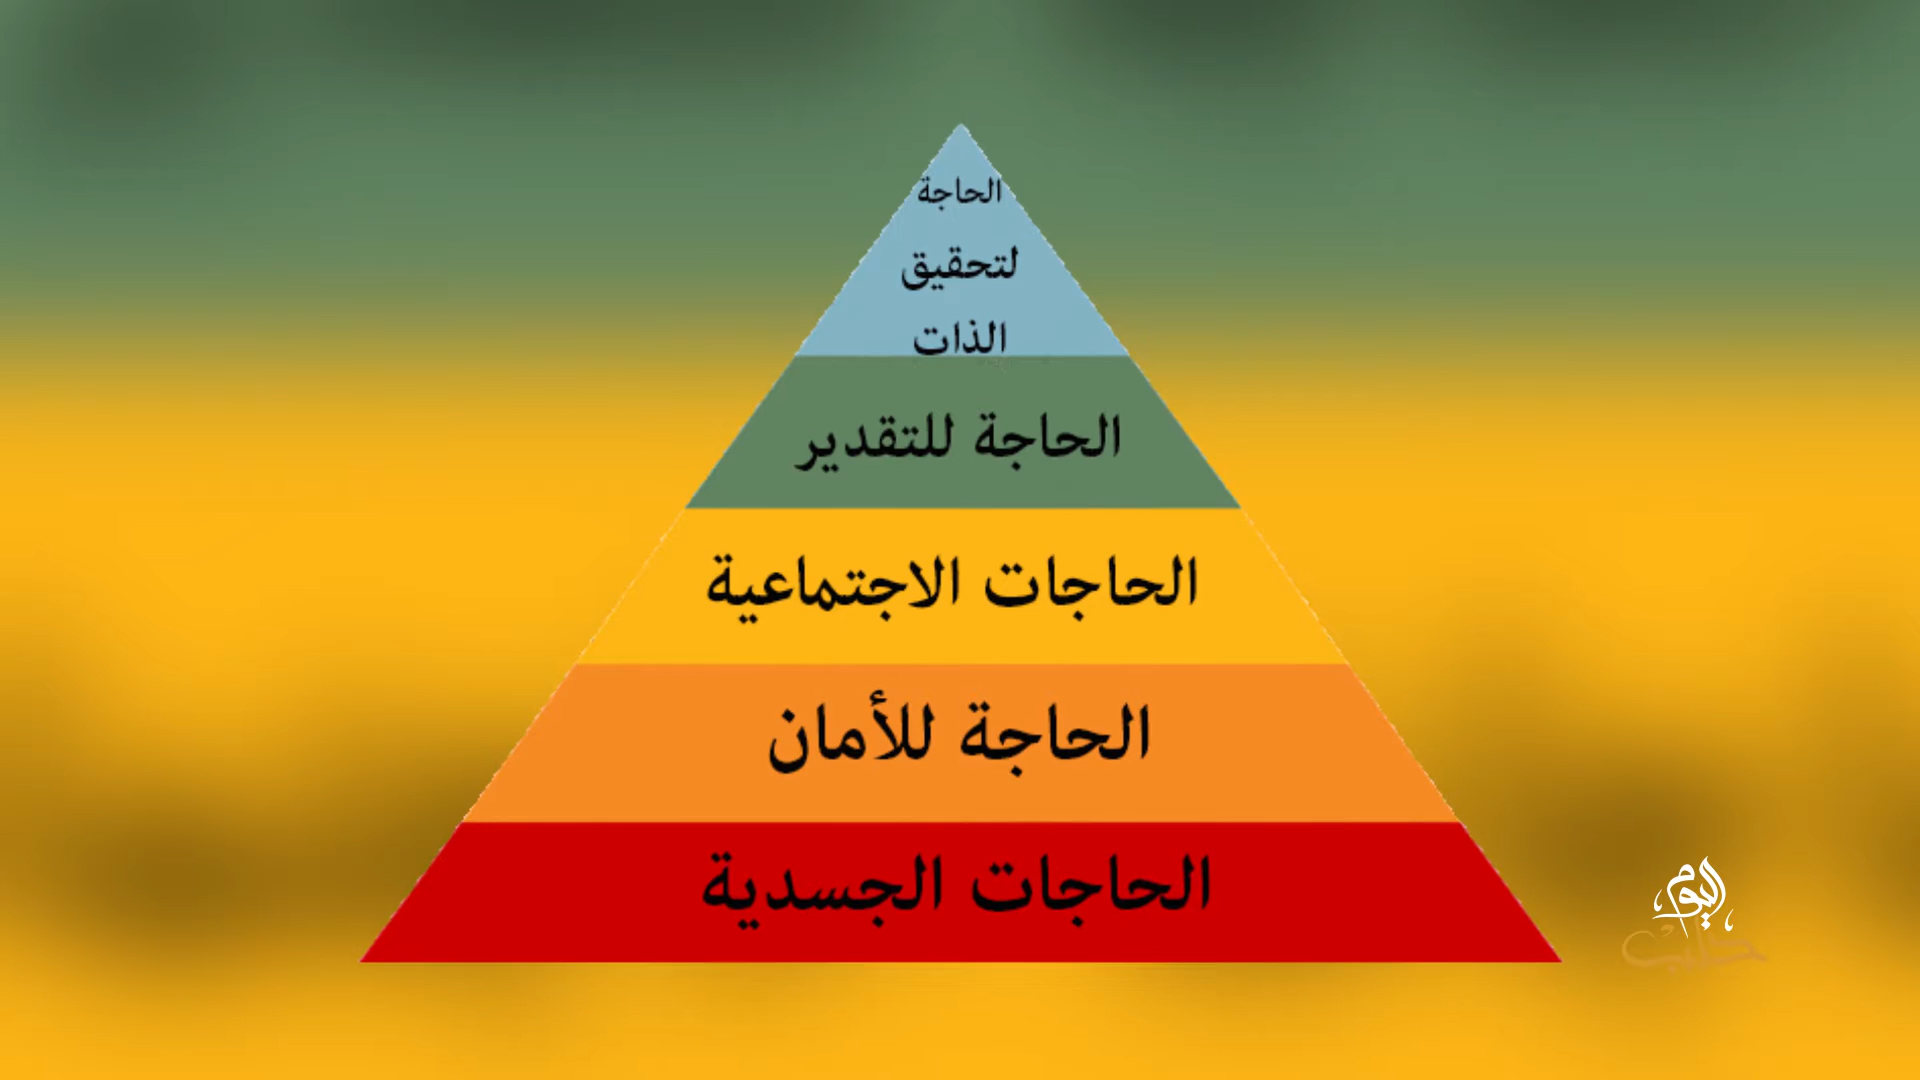 الحاجة
لتحقيق
الذات
الحاجة للتقدير
الحاجات الاجتماعية
الحاجة للأمان
الحاجات الجسدية
اليوم